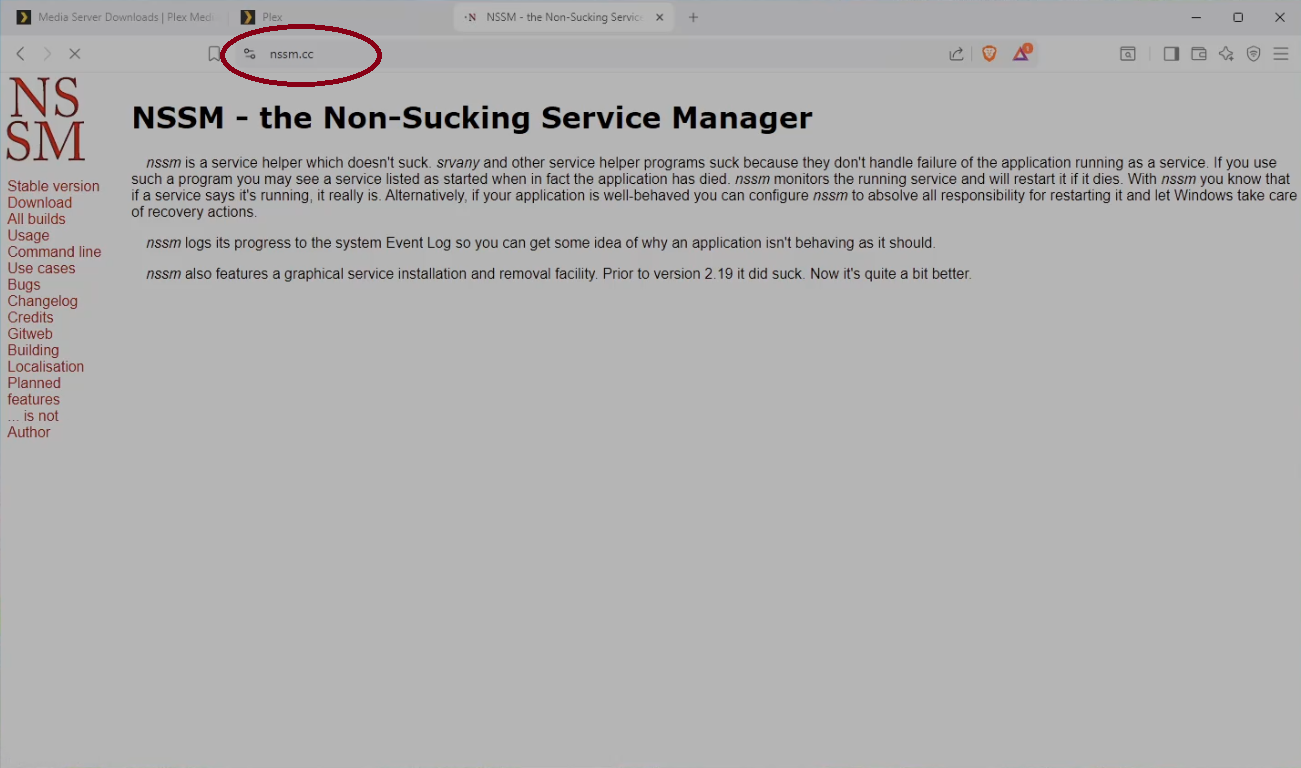 Media Server Downloads | Plex Medi
Plex
NSSM - the Non-Sucking Servic
nssm.cc
1
NS
SM
Stable version
Download
All builds
Usage
Command line
Use cases
Bugs
Changelog
Credits
Gitweb
Building
Localisation
Planned
features
... is not
Author
NSSM - the Non-Sucking Service Manager
nssm is a service helper which doesn't suck. srvany and other service helper programs suck because they don't handle failure of the application running as a service. If you use
such a program you may see a service listed as started when in fact the application has died. nssm monitors the running service and will restart it if it dies. With nssm you know that
if a service says it's running, it really is. Alternatively, if your application is well-behaved you can configure nssm to absolve all responsibility for restarting it and let Windows take care
of recovery actions.
nssm logs its progress to the system Event Log so you can get some idea of why an application isn't behaving as it should.
nssm also features a graphical service installation and removal facility. Prior to version 2.19 it did suck. Now it's quite a bit better.